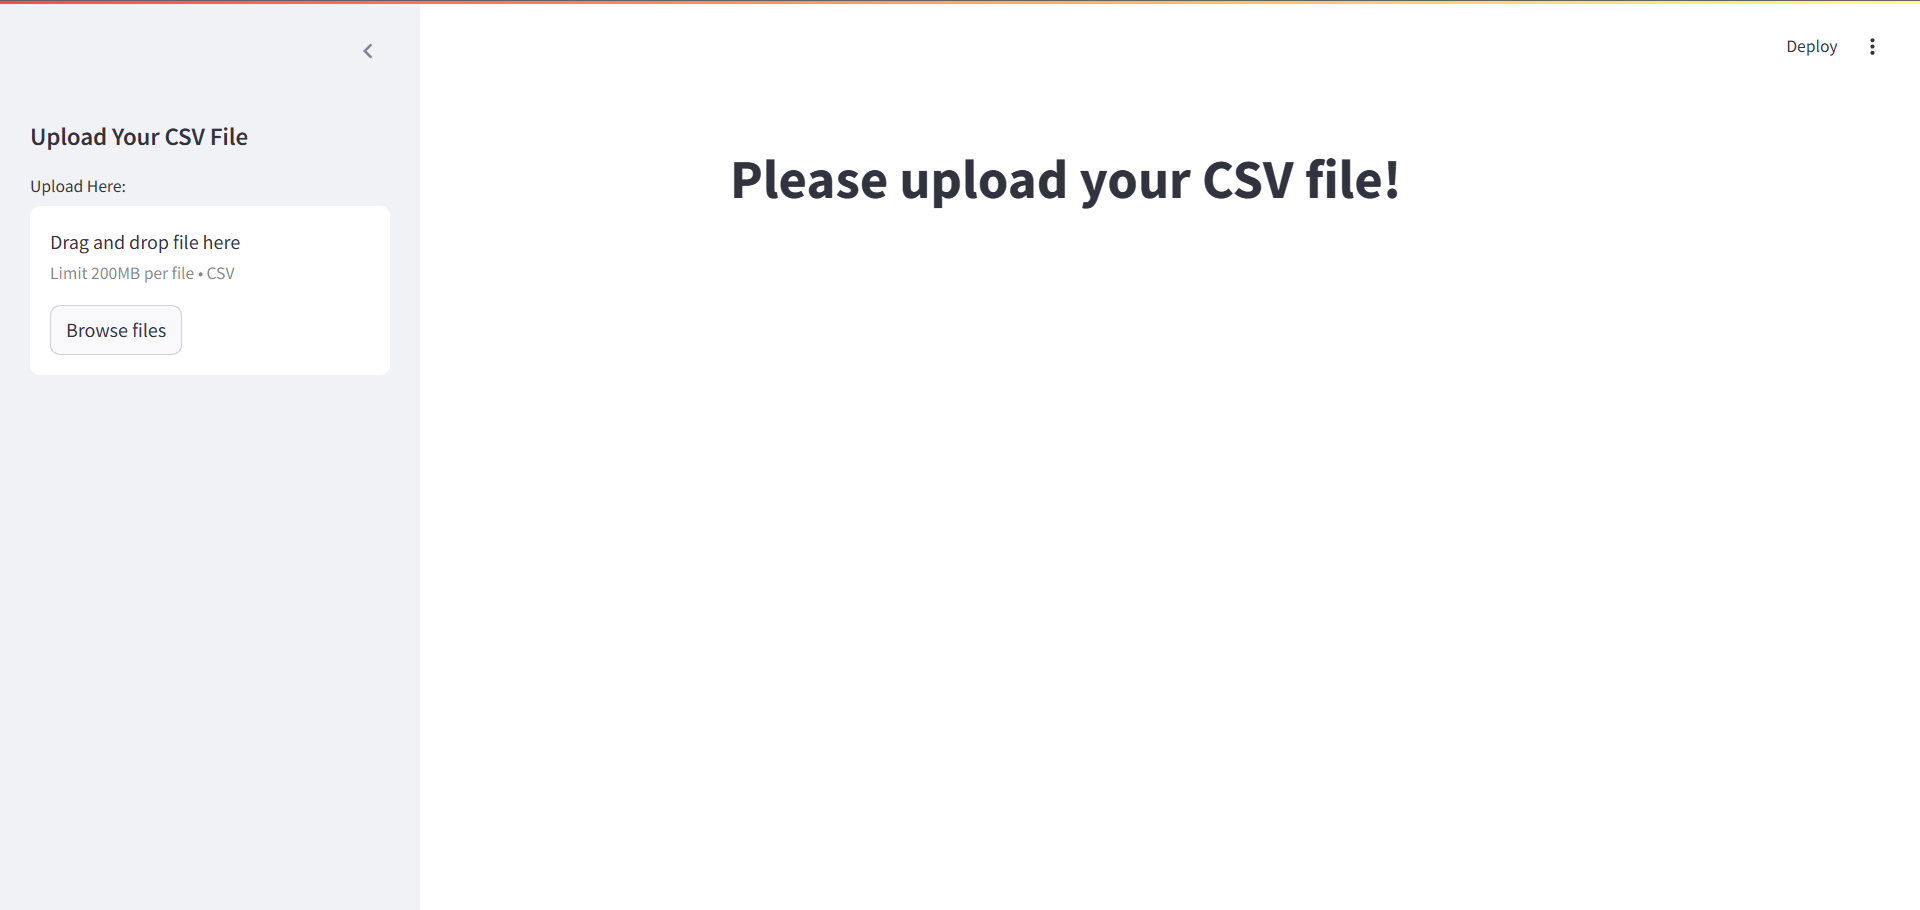 Deploy
Upload Your CSV File
Upload Here:
Drag and drop file here
Limit 200MB per file • CSV
Browse files
Please upload your CSV file!